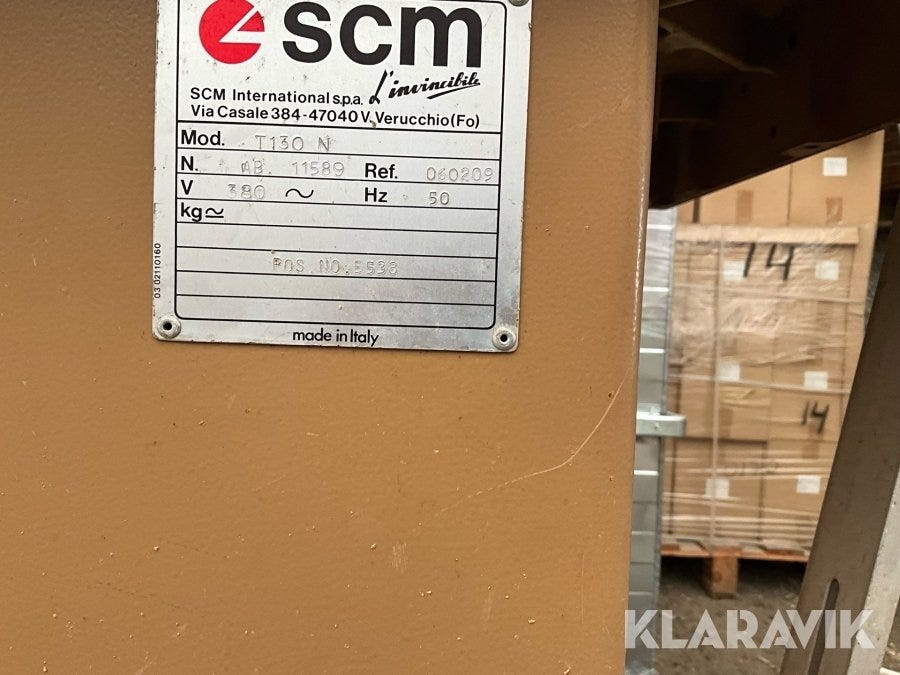 scm
L'invincibile
SCM International s.p.a.
Via Casale 384-47040 V. Verucchio (Fo)
Mod. T130 N
N. AB. 11589 Ref. 060209
V 380 ~ Hz 50
kg≃
POS.NO.5538
03 02110160
made in Italy
14
14
KLARAVIK